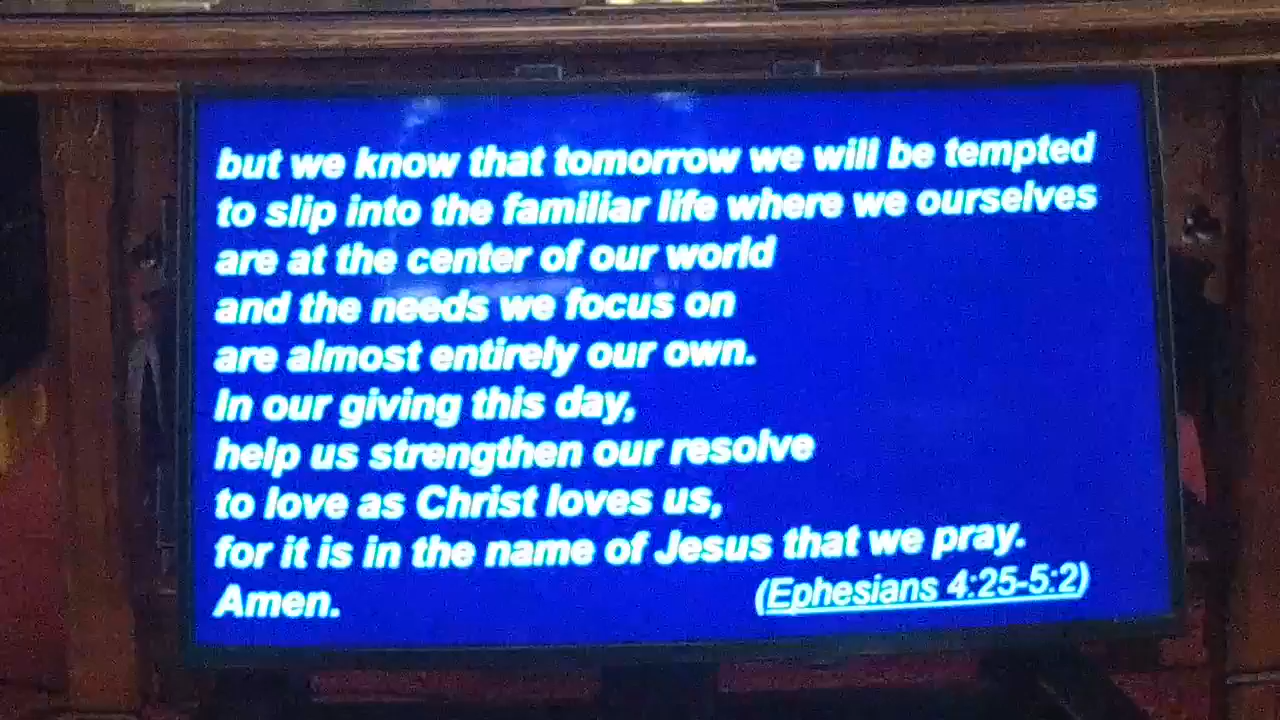 but we know that tomorrow we will be tempted
to slip into the familiar life where we ourselves
are at the center of our world
and the needs we focus on
are almost entirely our own.
In our giving this day,
help us strengthen our resolve
to love as Christ loves us,
for it is in the name of Jesus that we pray.
Amen. (Ephesians 4:25-5:2)